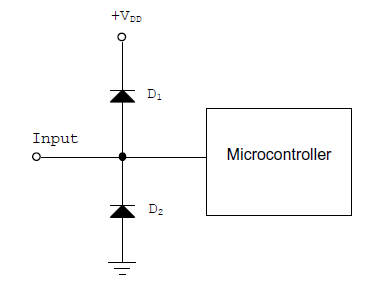 +VDD
D1
Input
Microcontroller
D2